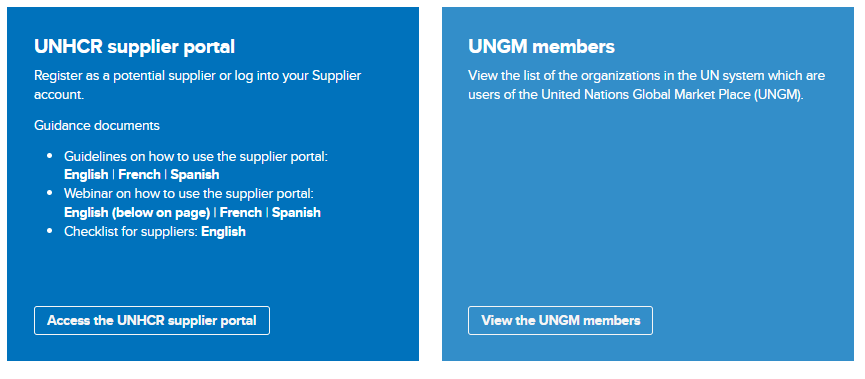 UNHCR supplier portal
Register as a potential supplier or log into your Supplier
account.
Guidance documents
• Guidelines on how to use the supplier portal:
English | French | Spanish
• Webinar on how to use the supplier portal:
English (below on page) | French | Spanish
• Checklist for suppliers: English
Access the UNHCR supplier portal
UNGM members
View the list of the organizations in the UN system which are
users of the United Nations Global Market Place (UNGM).
View the UNGM members